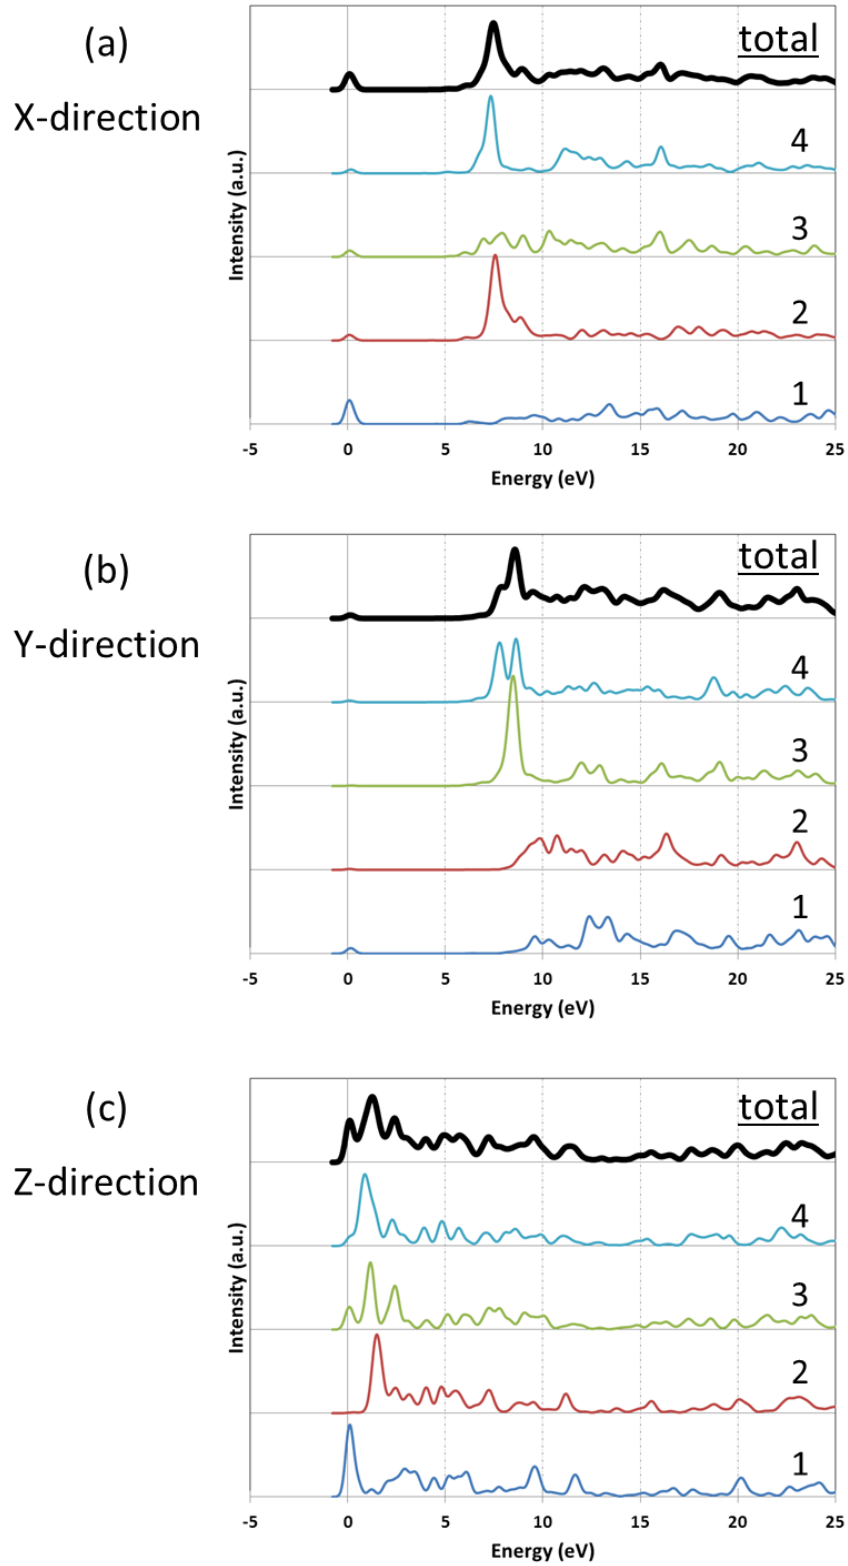 (a)
X-direction
total
4
3
2
1
Intensity (a.u.)
-5 0 5 10 15 20 25
Energy (eV)
(b)
Y-direction
total
4
3
2
1
Intensity (a.u.)
-5 0 5 10 15 20 25
Energy (eV)
(c)
Z-direction
total
4
3
2
1
Intensity (a.u.)
-5 0 5 10 15 20 25
Energy (eV)